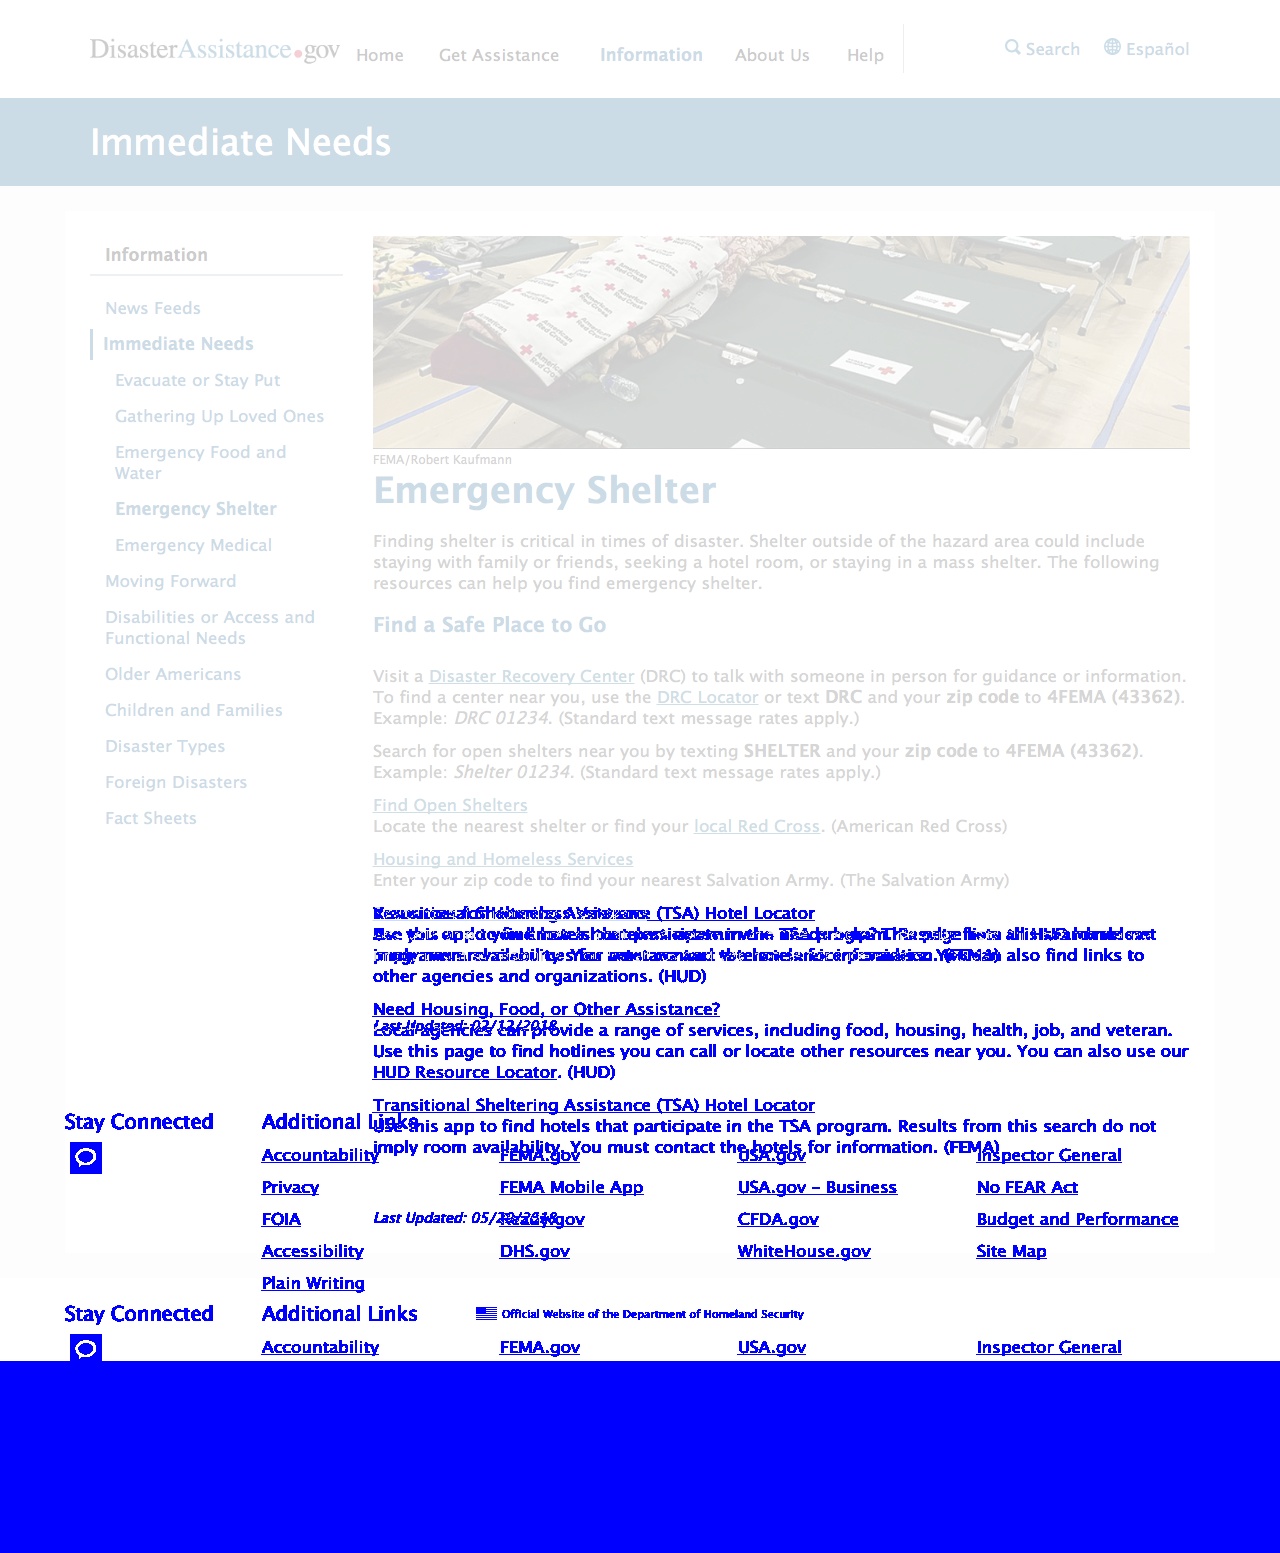 DisasterAssistance.gov
Home Get Assistance Information About Us Help Search Español
Immediate Needs
Information
News Feeds
Immediate Needs
Evacuate or Stay Put
Gathering Up Loved Ones
Emergency Food and
Water
Emergency Shelter
Emergency Medical
Moving Forward
Disabilities or Access and
Functional Needs
Older Americans
Children and Families
Disaster Types
Foreign Disasters
Fact Sheets
American Red Cross
FEMA/Robert Kaufmann
Emergency Shelter
Finding shelter is critical in times of disaster. Shelter outside of the hazard area could include
staying with family or friends, seeking a hotel room, or staying in a mass shelter. The following
resources can help you find emergency shelter.
Find a Safe Place to Go
Visit a Disaster Recovery Center (DRC) to talk with someone in person for guidance or information.
To find a center near you, use the DRC Locator or text DRC and your zip code to 4FEMA (43362).
Example: DRC 01234. (Standard text message rates apply.)
Search for open shelters near you by texting SHELTER and your zip code to 4FEMA (43362).
Example: Shelter 01234. (Standard text message rates apply.)
Find Open Shelters
Locate the nearest shelter or find your local Red Cross. (American Red Cross)
Housing and Homeless Services
Enter your zip code to find your nearest Salvation Army. (The Salvation Army)
(TSA) Hotel Locator
other agencies and organizations. (HUD)
Need Housing, Food, or Other Assistance?
Last Updated: 02/12/2018
Local agencies can provide a range of services, including food, housing, health, job, and veteran.
Use this page to find hotlines you can call or locate other resources near you. You can also use our
HUD Resource Locator. (HUD)
Transitional Sheltering Assistance (TSA) Hotel Locator
Use this app to find hotels that participate in the TSA program. Results from this search do not
imply room availability. You must contact the hotels for information. (FEMA)
Stay Connected Additional Links
Accountability FEMA.gov USA.gov Inspector General
Privacy FEMA Mobile App USA.gov – Business No FEAR Act
FOIA Ready.gov CFDA.gov Budget and Performance
Last Updated: 05/
Accessibility DHS.gov WhiteHouse.gov Site Map
Plain Writing
Stay Connected Additional Links
Official Website of the Department of Homeland Security
Accountability FEMA.gov USA.gov Inspector General